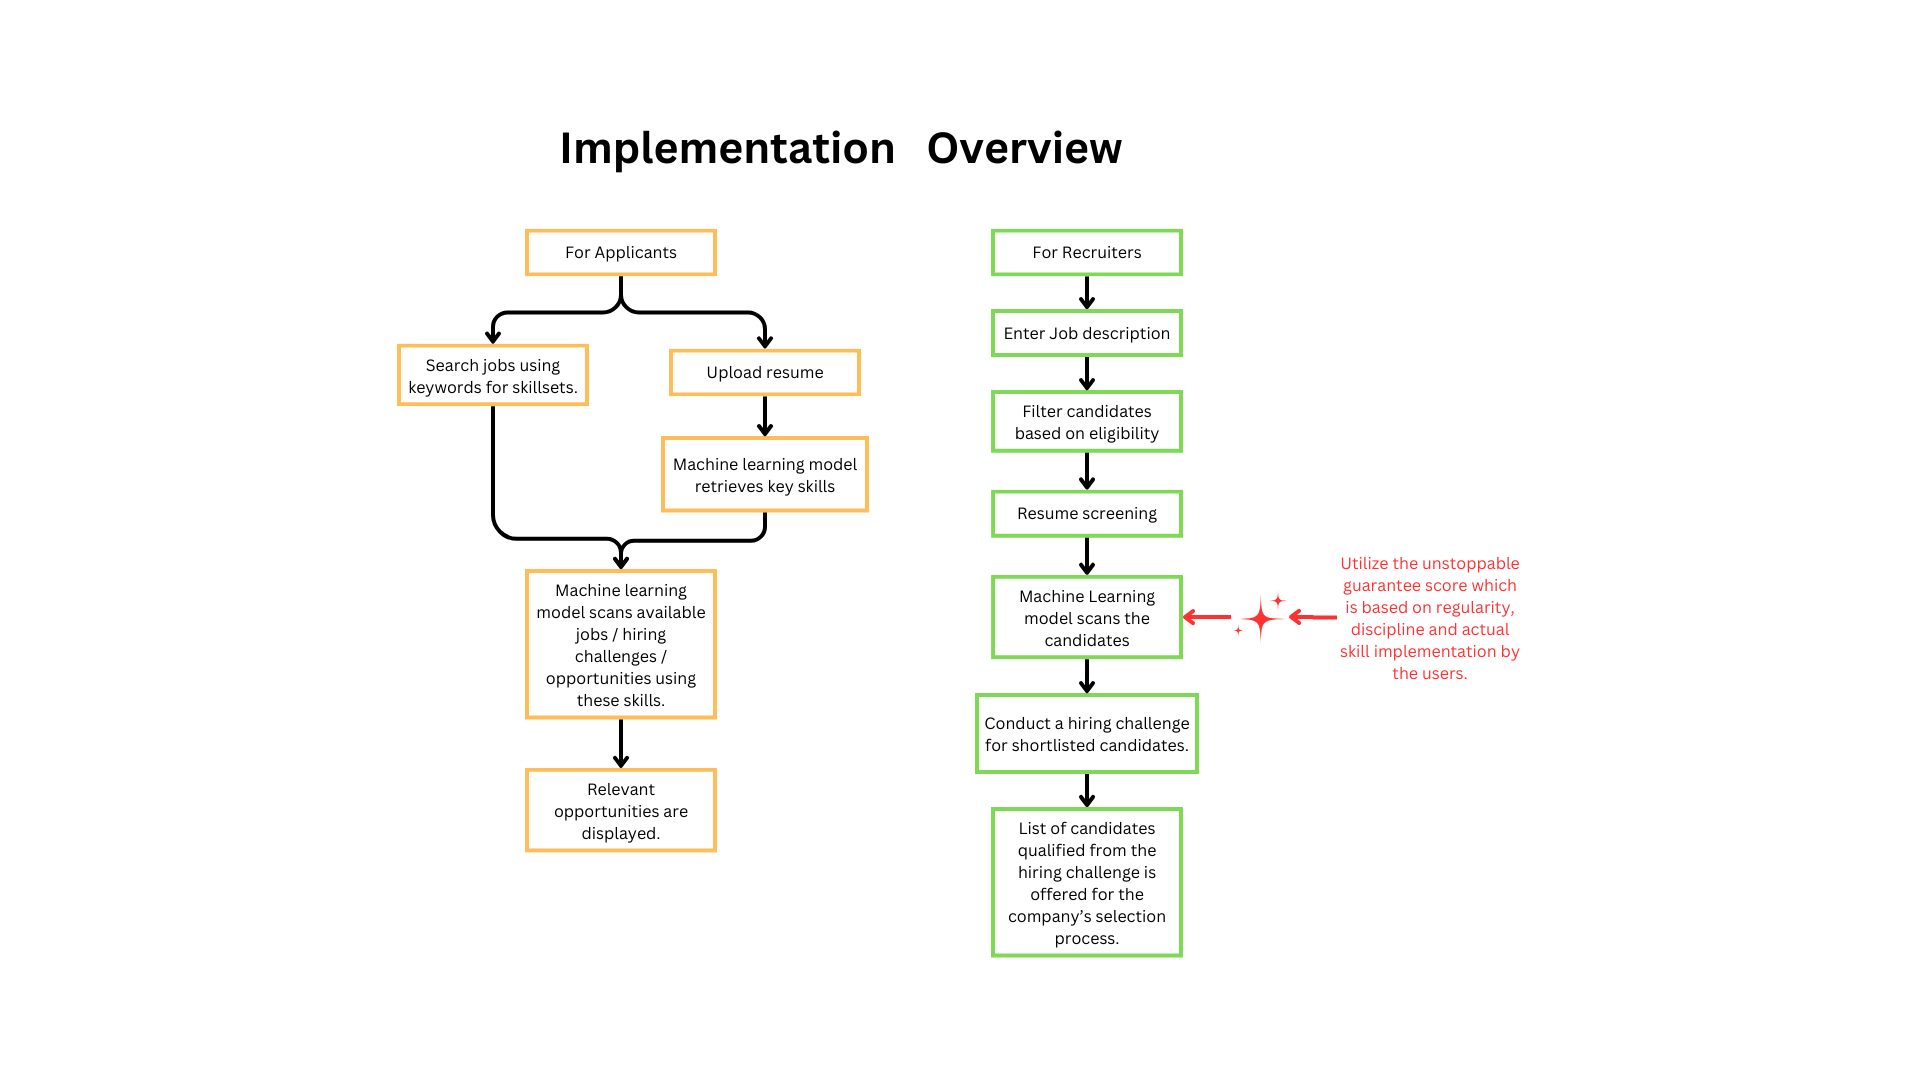 Implementation Overview
For Applicants
Search jobs using
keywords for skillsets.
Upload resume
Machine learning model
retrieves key skills
Machine learning
model scans available
jobs / hiring
challenges /
opportunities using
these skills.
Relevant
opportunities are
displayed.
For Recruiters
Enter Job description
Filter candidates
based on eligibility
Resume screening
Machine Learning
model scans the
candidates
Utilize the unstoppable
guarantee score which
is based on regularity,
discipline and actual
skill implementation by
the users.
Conduct a hiring challenge
for shortlisted candidates.
List of candidates
qualified from the
hiring challenge is
offered for the
company’s selection
process.